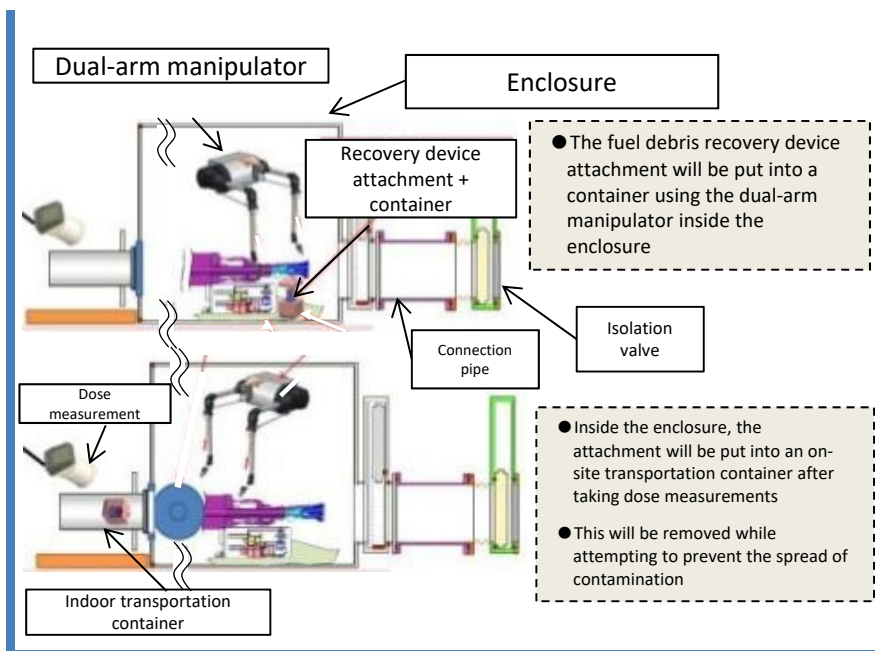 Dual-arm manipulator
Enclosure
Recovery device
attachment +
container
● The fuel debris recovery device
attachment will be put into a
container using the dual-arm
manipulator inside the
enclosure
Isolation
valve
Connection
pipe
Dose
measurement
● Inside the enclosure, the
attachment will be put into an on-
site transportation container after
taking dose measurements
● This will be removed while
attempting to prevent the spread of
contamination
Indoor transportation
container